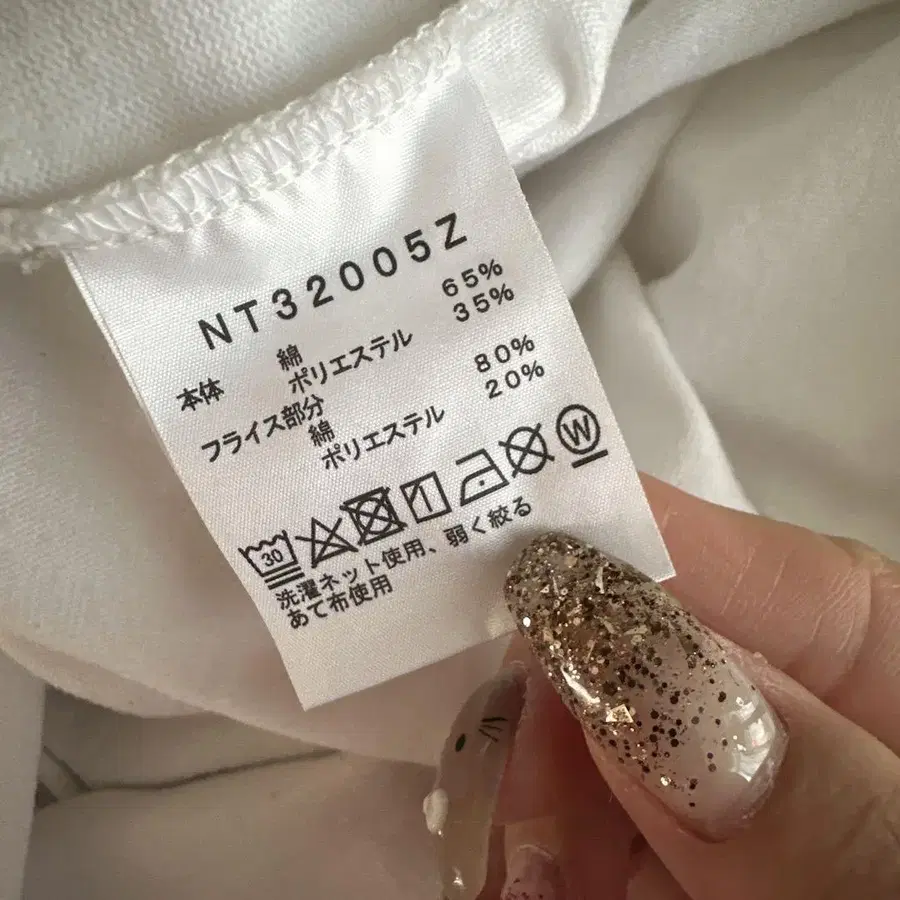 NT32005Z
本体 綿 65%
ポリエステル 35%
フライス部分
綿 80%
ポリエステル 20%
30 W
洗濯ネット使用、弱く絞る
あて布使用